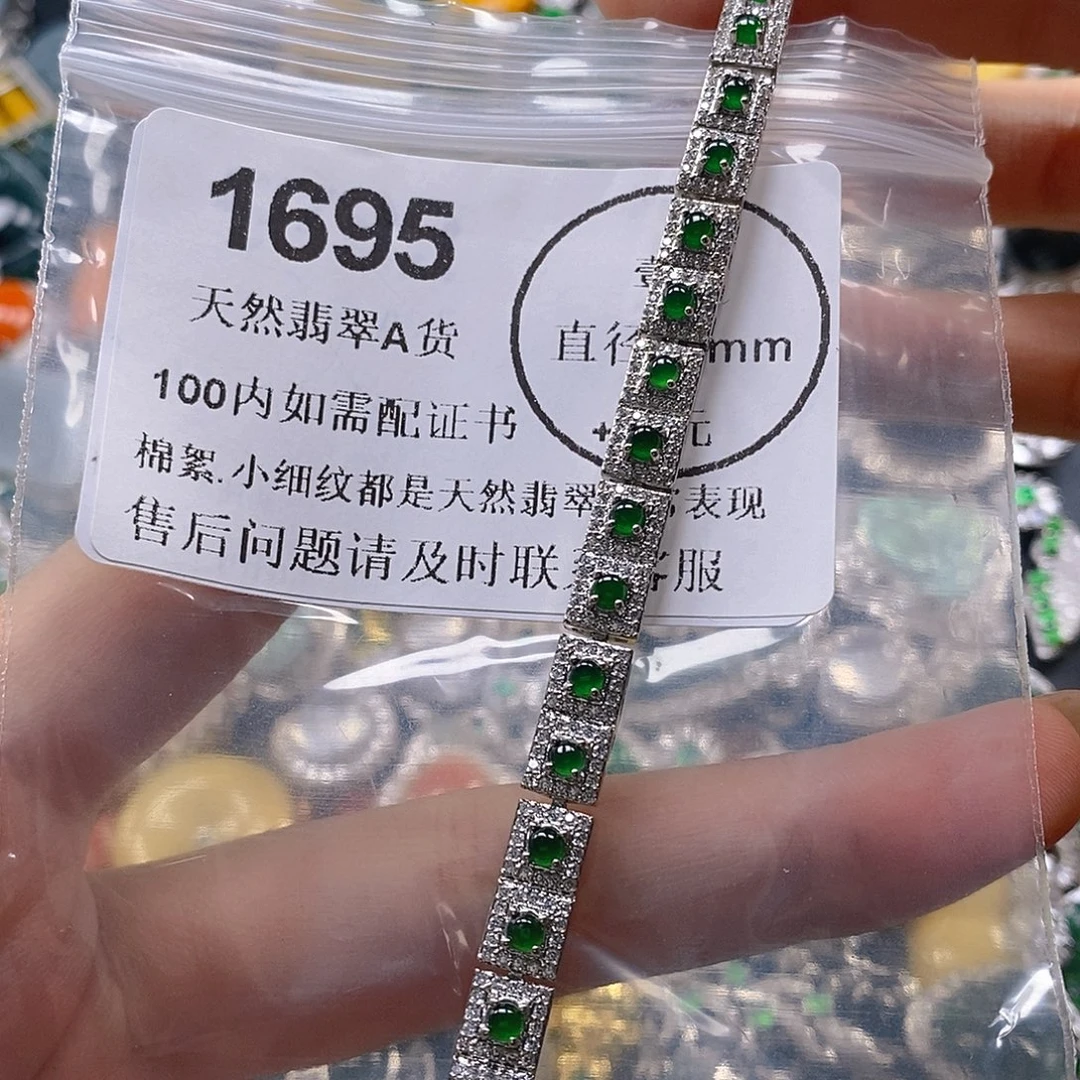 1695
天然翡翠A货
100内如需配证书
棉絮.小细纹都是天然翡翠 表现
售后问题请及时联 客服
直径 mm
+ 元